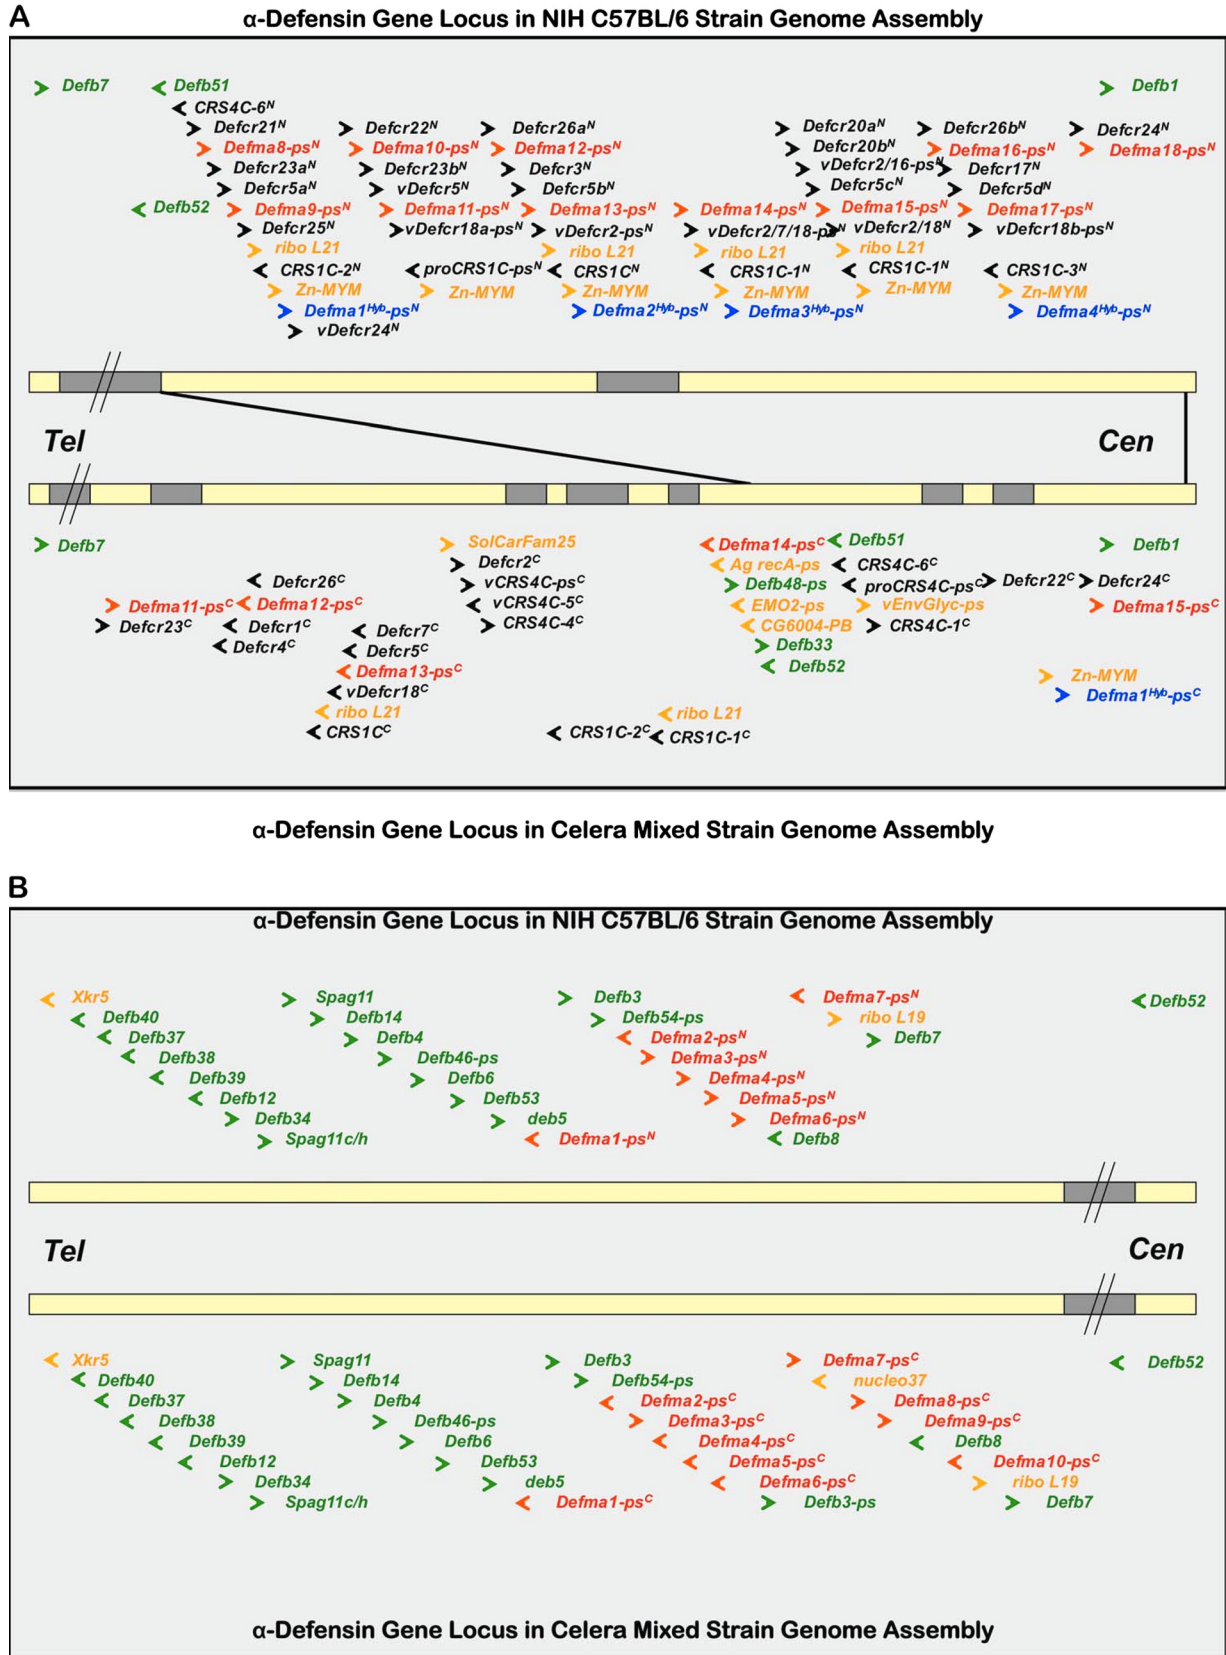 A
α-Defensin Gene Locus in NIH C57BL/6 Strain Genome Assembly
Defb7 Defb51 Defb1
CRS4C-6ᴺ
Defcr21ᴺ Defcr22ᴺ Defcr26aᴺ Defcr20aᴺ Defcr26bᴺ Defcr24ᴺ
Defma8-psᴺ Defma10-psᴺ Defma12-psᴺ Defcr20bᴺ Defma16-psᴺ Defma18-psᴺ
Defcr23aᴺ Defcr23bᴺ Defcr3ᴺ vDefcr2/16-psᴺ Defcr17ᴺ
Defcr5aᴺ vDefcr5ᴺ Defcr5bᴺ Defcr5cᴺ Defcr5dᴺ
Defb52 Defma9-psᴺ Defma11-psᴺ Defma13-psᴺ Defma14-psᴺ Defma15-psᴺ Defma17-psᴺ
Defcr25ᴺ vDefcr18a-psᴺ vDefcr2-psᴺ vDefcr2/7/18-psᴺ vDefcr2/18ᴺ vDefcr18b-psᴺ
ribo L21 ribo L21 ribo L21 ribo L21
CRS1C-2ᴺ proCRS1C-psᴺ CRS1Cᴺ CRS1C-1ᴺ CRS1C-1ᴺ CRS1C-3ᴺ
Zn-MYM Zn-MYM Zn-MYM Zn-MYM Zn-MYM Zn-MYM
Defma1ᴴʸᵇ-psᴺ Defma2ᴴʸᵇ-psᴺ Defma3ᴴʸᵇ-psᴺ Defma4ᴴʸᵇ-psᴺ
vDefcr24ᴺ
Tel Cen
Defb7 SolCarFam25 Defma14-psᶜ Defb51 Defb1
Defcr2ᶜ Ag recA-ps CRS4C-6ᶜ
Defcr26ᶜ vCRS4C-psᶜ Defb48-ps proCRS4C-psᶜ Defcr22ᶜ Defcr24ᶜ
Defma11-psᶜ Defma12-psᶜ vCRS4C-5ᶜ EMO2-ps vEnvGlyc-ps Defma15-psᶜ
Defcr23ᶜ Defcr1ᶜ Defcr7ᶜ CRS4C-4ᶜ CG6004-PB CRS4C-1ᶜ
Defcr4ᶜ Defcr5ᶜ Defb33
Defma13-psᶜ Defb52 Zn-MYM
vDefcr18ᶜ Defma1ᴴʸᵇ-psᶜ
ribo L21 ribo L21
CRS1Cᶜ CRS1C-2ᶜ CRS1C-1ᶜ
α-Defensin Gene Locus in Celera Mixed Strain Genome Assembly
B
α-Defensin Gene Locus in NIH C57BL/6 Strain Genome Assembly
Xkr5 Spag11 Defb3 Defma7-psᴺ Defb52
Defb40 Defb14 Defb54-ps ribo L19
Defb37 Defb4 Defma2-psᴺ Defb7
Defb38 Defb46-ps Defma3-psᴺ
Defb39 Defb6 Defma4-psᴺ
Defb12 Defb53 Defma5-psᴺ
Defb34 deb5 Defma6-psᴺ
Spag11c/h Defma1-psᴺ Defb8
Tel Cen
Xkr5 Spag11 Defb3 Defma7-psᶜ Defb52
Defb40 Defb14 Defb54-ps nucleo37
Defb37 Defb4 Defma2-psᶜ Defma8-psᶜ
Defb38 Defb46-ps Defma3-psᶜ Defma9-psᶜ
Defb39 Defb6 Defma4-psᶜ Defb8
Defb12 Defb53 Defma5-psᶜ Defma10-psᶜ
Defb34 deb5 Defma6-psᶜ ribo L19
Spag11c/h Defma1-psᶜ Defb3-ps Defb7
α-Defensin Gene Locus in Celera Mixed Strain Genome Assembly